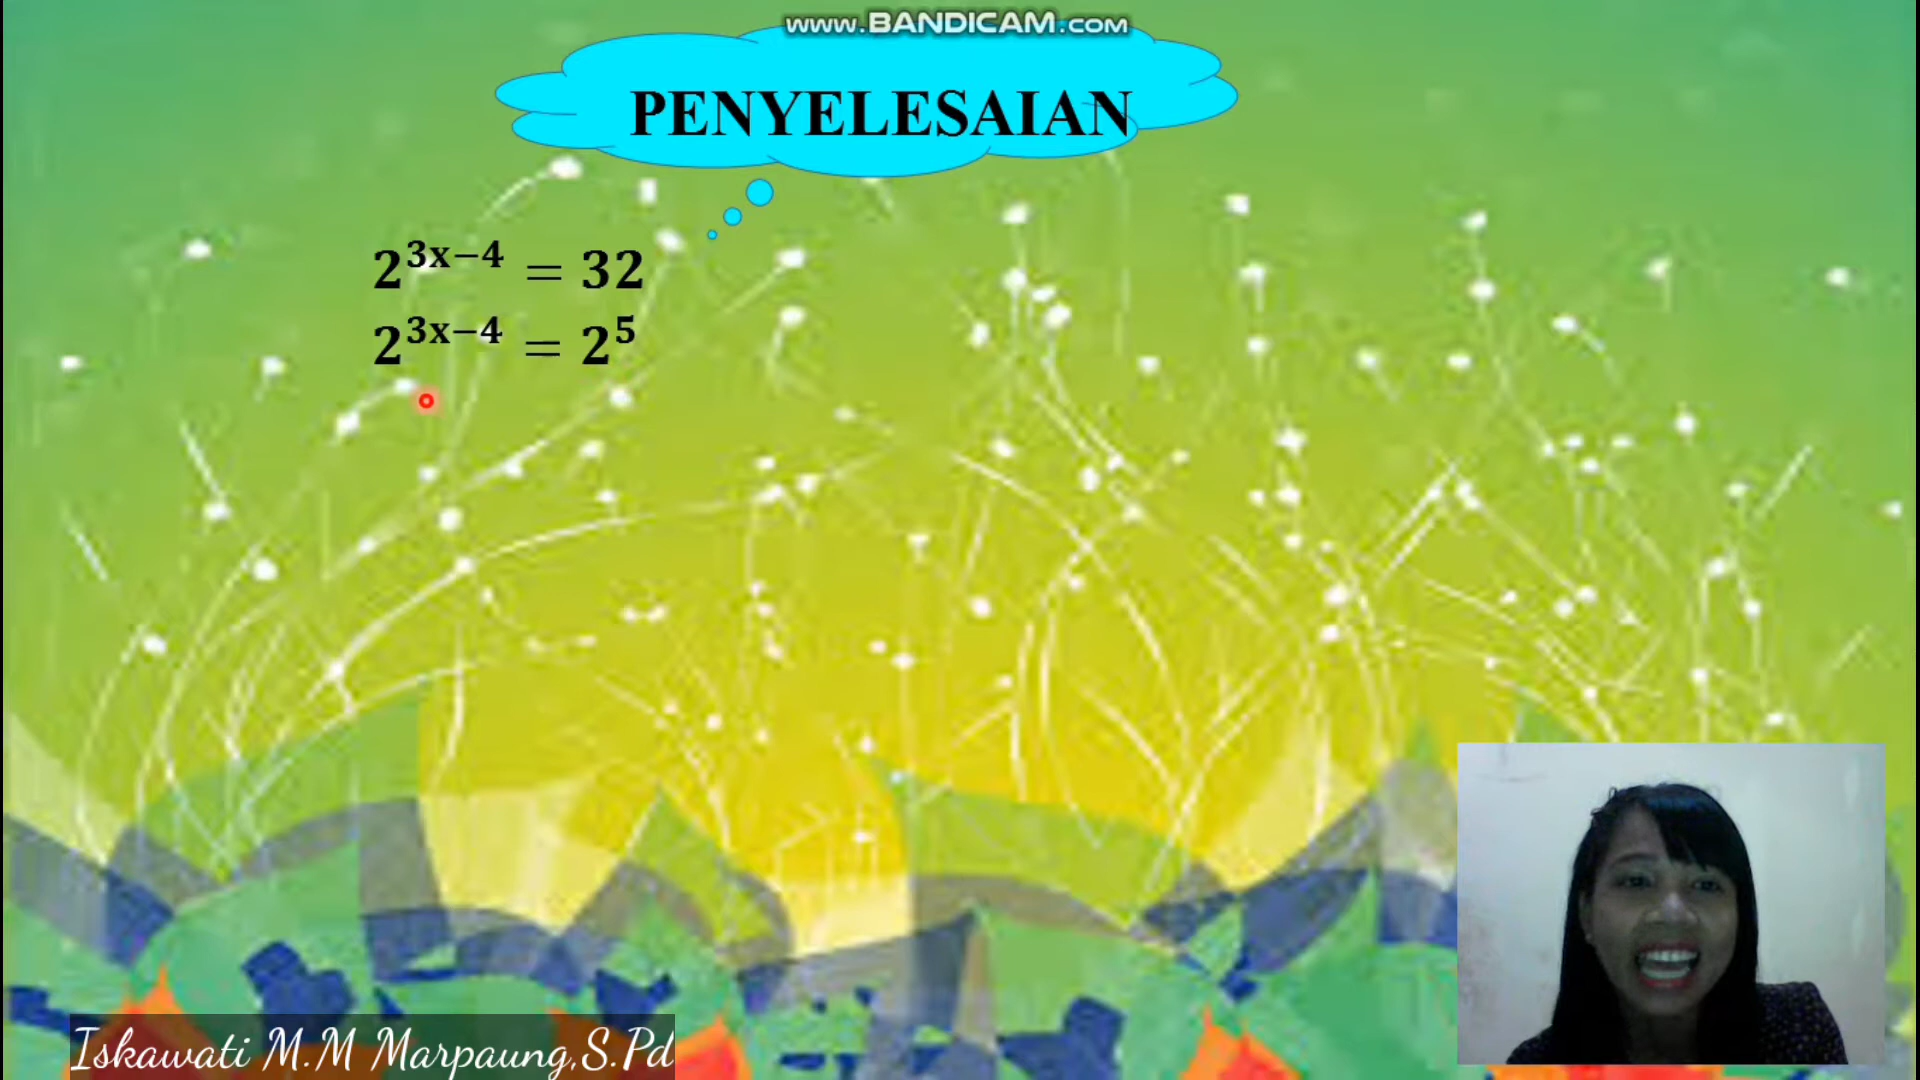 www.BANDICAM.com
PENYELESAIAN
2^{3x−4} = 32
2^{3x−4} = 2^5
Iskawati M.M Marpaung,S.Pd